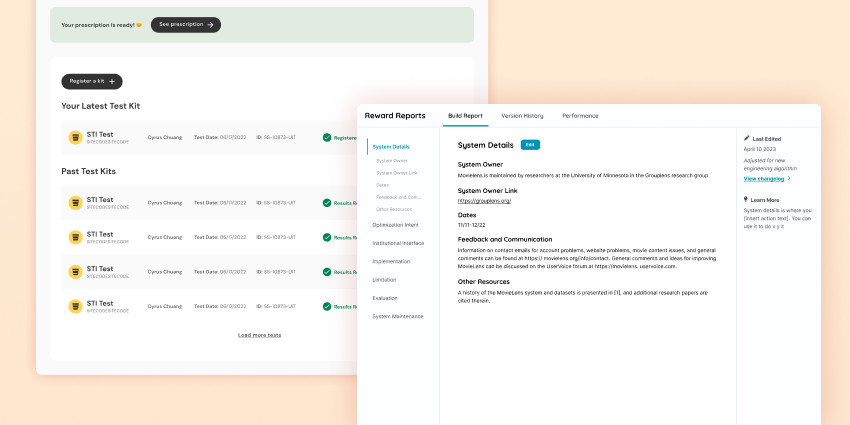 Your prescription is ready! 😊 See prescription →
Register a kit +
Your Latest Test Kit
STI Test
SITECODESITECODE
Cyrus Chuang Test Date: 06/17/2022 ID: SS-10873-UIT Registere
Past Test Kits
STI Test
SITECODESITECODE
Cyrus Chuang Test Date: 06/17/2022 ID: SS-10873-UIT Results R
STI Test
SITECODESITECODE
Cyrus Chuang Test Date: 06/17/2022 ID: SS-10873-UIT Results R
STI Test
SITECODESITECODE
Cyrus Chuang Test Date: 06/17/2022 ID: SS-10873-UIT Results R
STI Test
SITECODESITECODE
Cyrus Chuang Test Date: 06/17/2022 ID: SS-10873-UIT Results R
Load more tests
Reward Reports
Build Report Version History Performance
System Details
System Owner
System Owner Link
Dates
Feedback and Com...
Other Resources
Optimization Intent
Institutional Interface
Implementation
Limitation
Evaluation
System Maintenance
System Details Edit
System Owner
Movielens is maintained by researchers at the University of Minnesota in the Grouplens research group
System Owner Link
https://grouplens.org/
Dates
11/11-12/22
Feedback and Communication
Information on contact emails for account problems, website problems, movie content issues, and general
comments can be found at https:// movielens.org/info/contact. General comments and ideas for improving
MovieLens can be discussed on the UserVoice forum at https://movielens. uservoice.com.
Other Resources
A history of the MovieLens system and datasets is presented in [1], and additional research papers are
cited therein.
Last Edited
April 10 2023
Adjusted for new
engineering algorithm.
View changelog >
Learn More
System details is where you
[insert action text]. You can
use it to do x y z